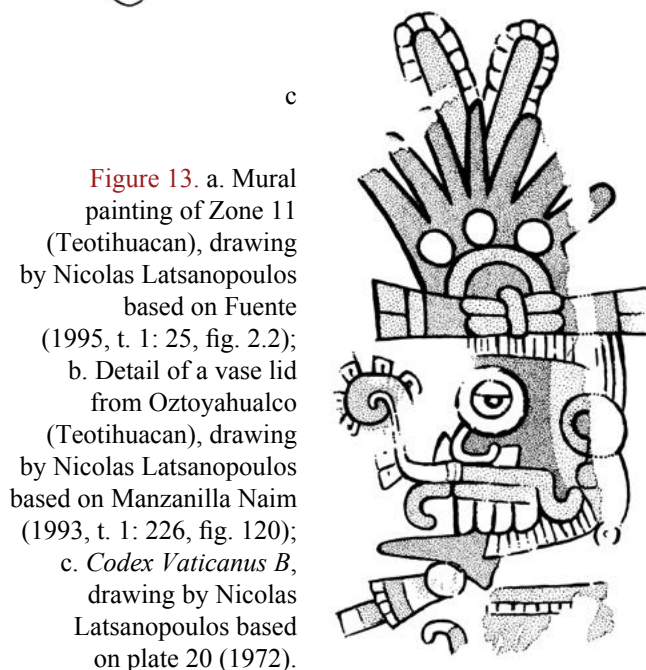 c
Figure 13. a. Mural
painting of Zone 11
(Teotihuacan), drawing
by Nicolas Latsanopoulos
based on Fuente
(1995, t. 1: 25, fig. 2.2);
b. Detail of a vase lid
from Oztoyahualco
(Teotihuacan), drawing
by Nicolas Latsanopoulos
based on Manzanilla Naim
(1993, t. 1: 226, fig. 120);
c. Codex Vaticanus B,
drawing by Nicolas
Latsanopoulos based
on plate 20 (1972).